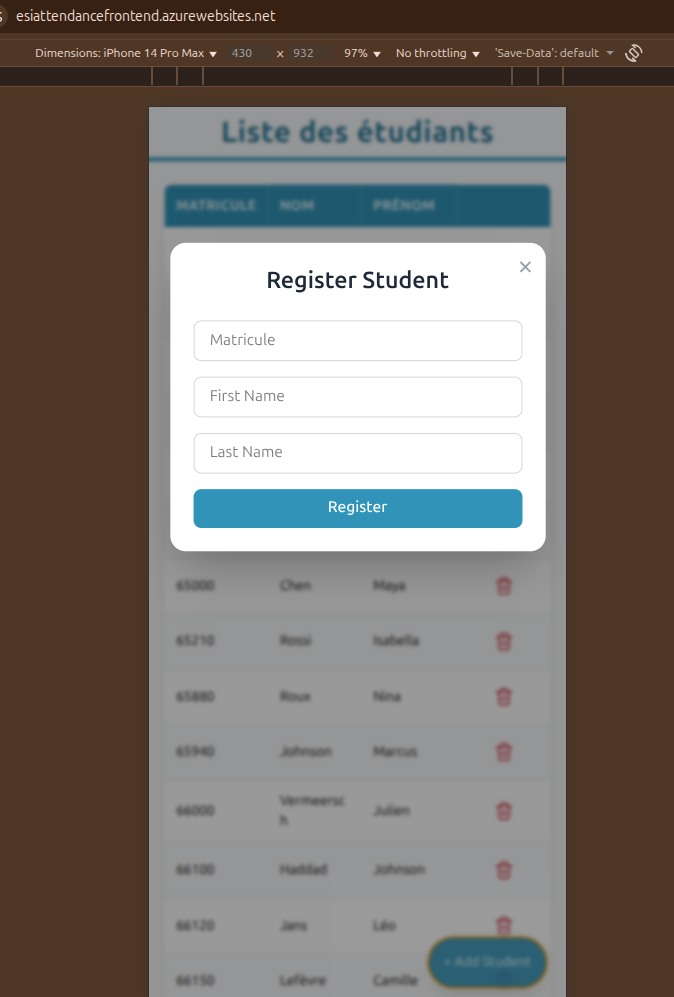 esiattendancefrontend.azurewebsites.net
Dimensions: iPhone 14 Pro Max 430 x 932 97% No throttling 'Save-Data': default
Liste des étudiants
MATRICULE NOM PRÉNOM
Register Student
Matricule
First Name
Last Name
Register
65000 Chen Maya
65210 Rossi Isabella
65880 Roux Nina
65940 Johnson Marcus
66000 Vermeersc
h Julien
66100 Haddad Johnson
66120 Jans Léo
+ Add Student
66150 Lefèvre Camille